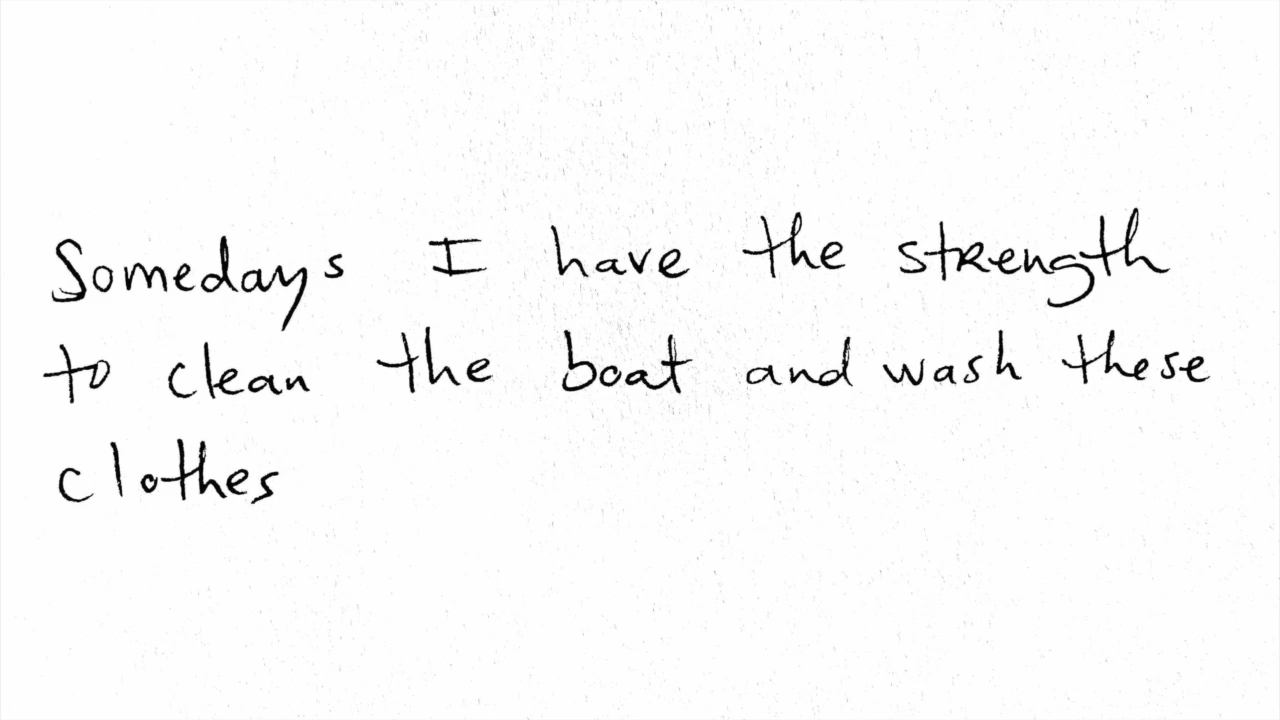 Somedays I have the strength
to clean the boat and wash these
clothes